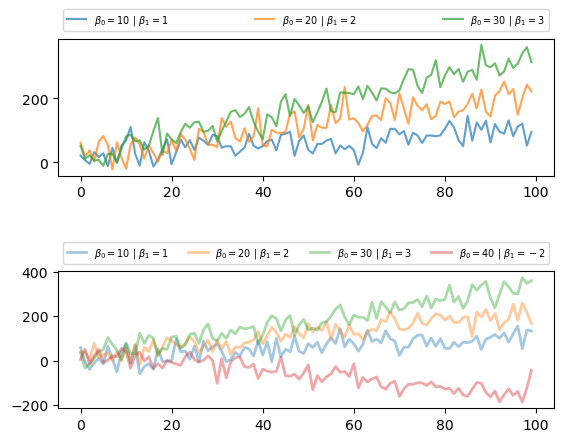 β₀ = 10 | β₁ = 1 β₀ = 20 | β₁ = 2 β₀ = 30 | β₁ = 3
200
0
0 20 40 60 80 100
β₀ = 10 | β₁ = 1 β₀ = 20 | β₁ = 2 β₀ = 30 | β₁ = 3 β₀ = 40 | β₁ = −2
400
200
0
−200
0 20 40 60 80 100